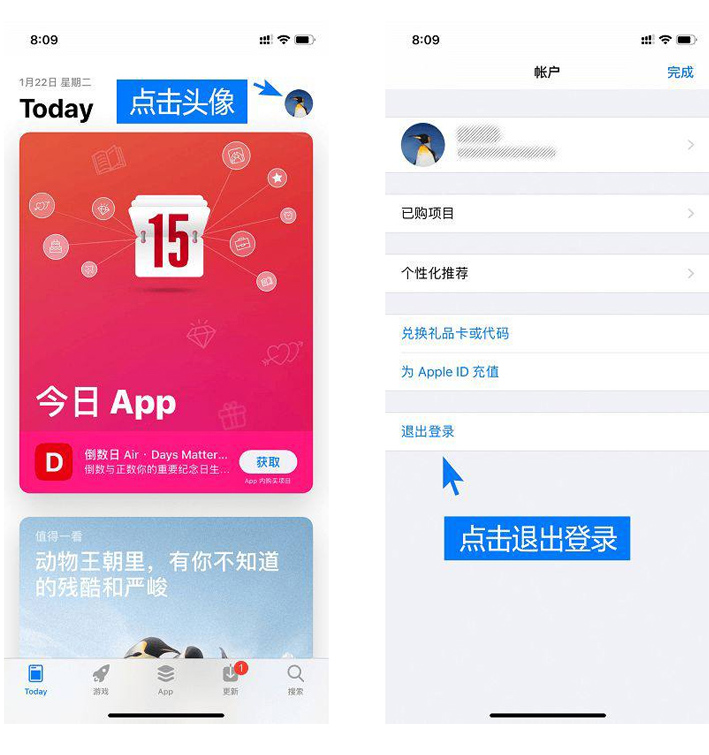 8:09
1月22日 星期二
Today
点击头像
15
今日 App
D
倒数日 Air · Days Matter...
倒数与正数你的重要纪念日生...
获取
App 内购买项目
值得一看
动物王朝里，有你不知道
的残酷和严峻
Today
游戏
App
1
更新
搜索
8:09
帐户
完成
已购项目
个性化推荐
兑换礼品卡或代码
为 Apple ID 充值
退出登录
点击退出登录